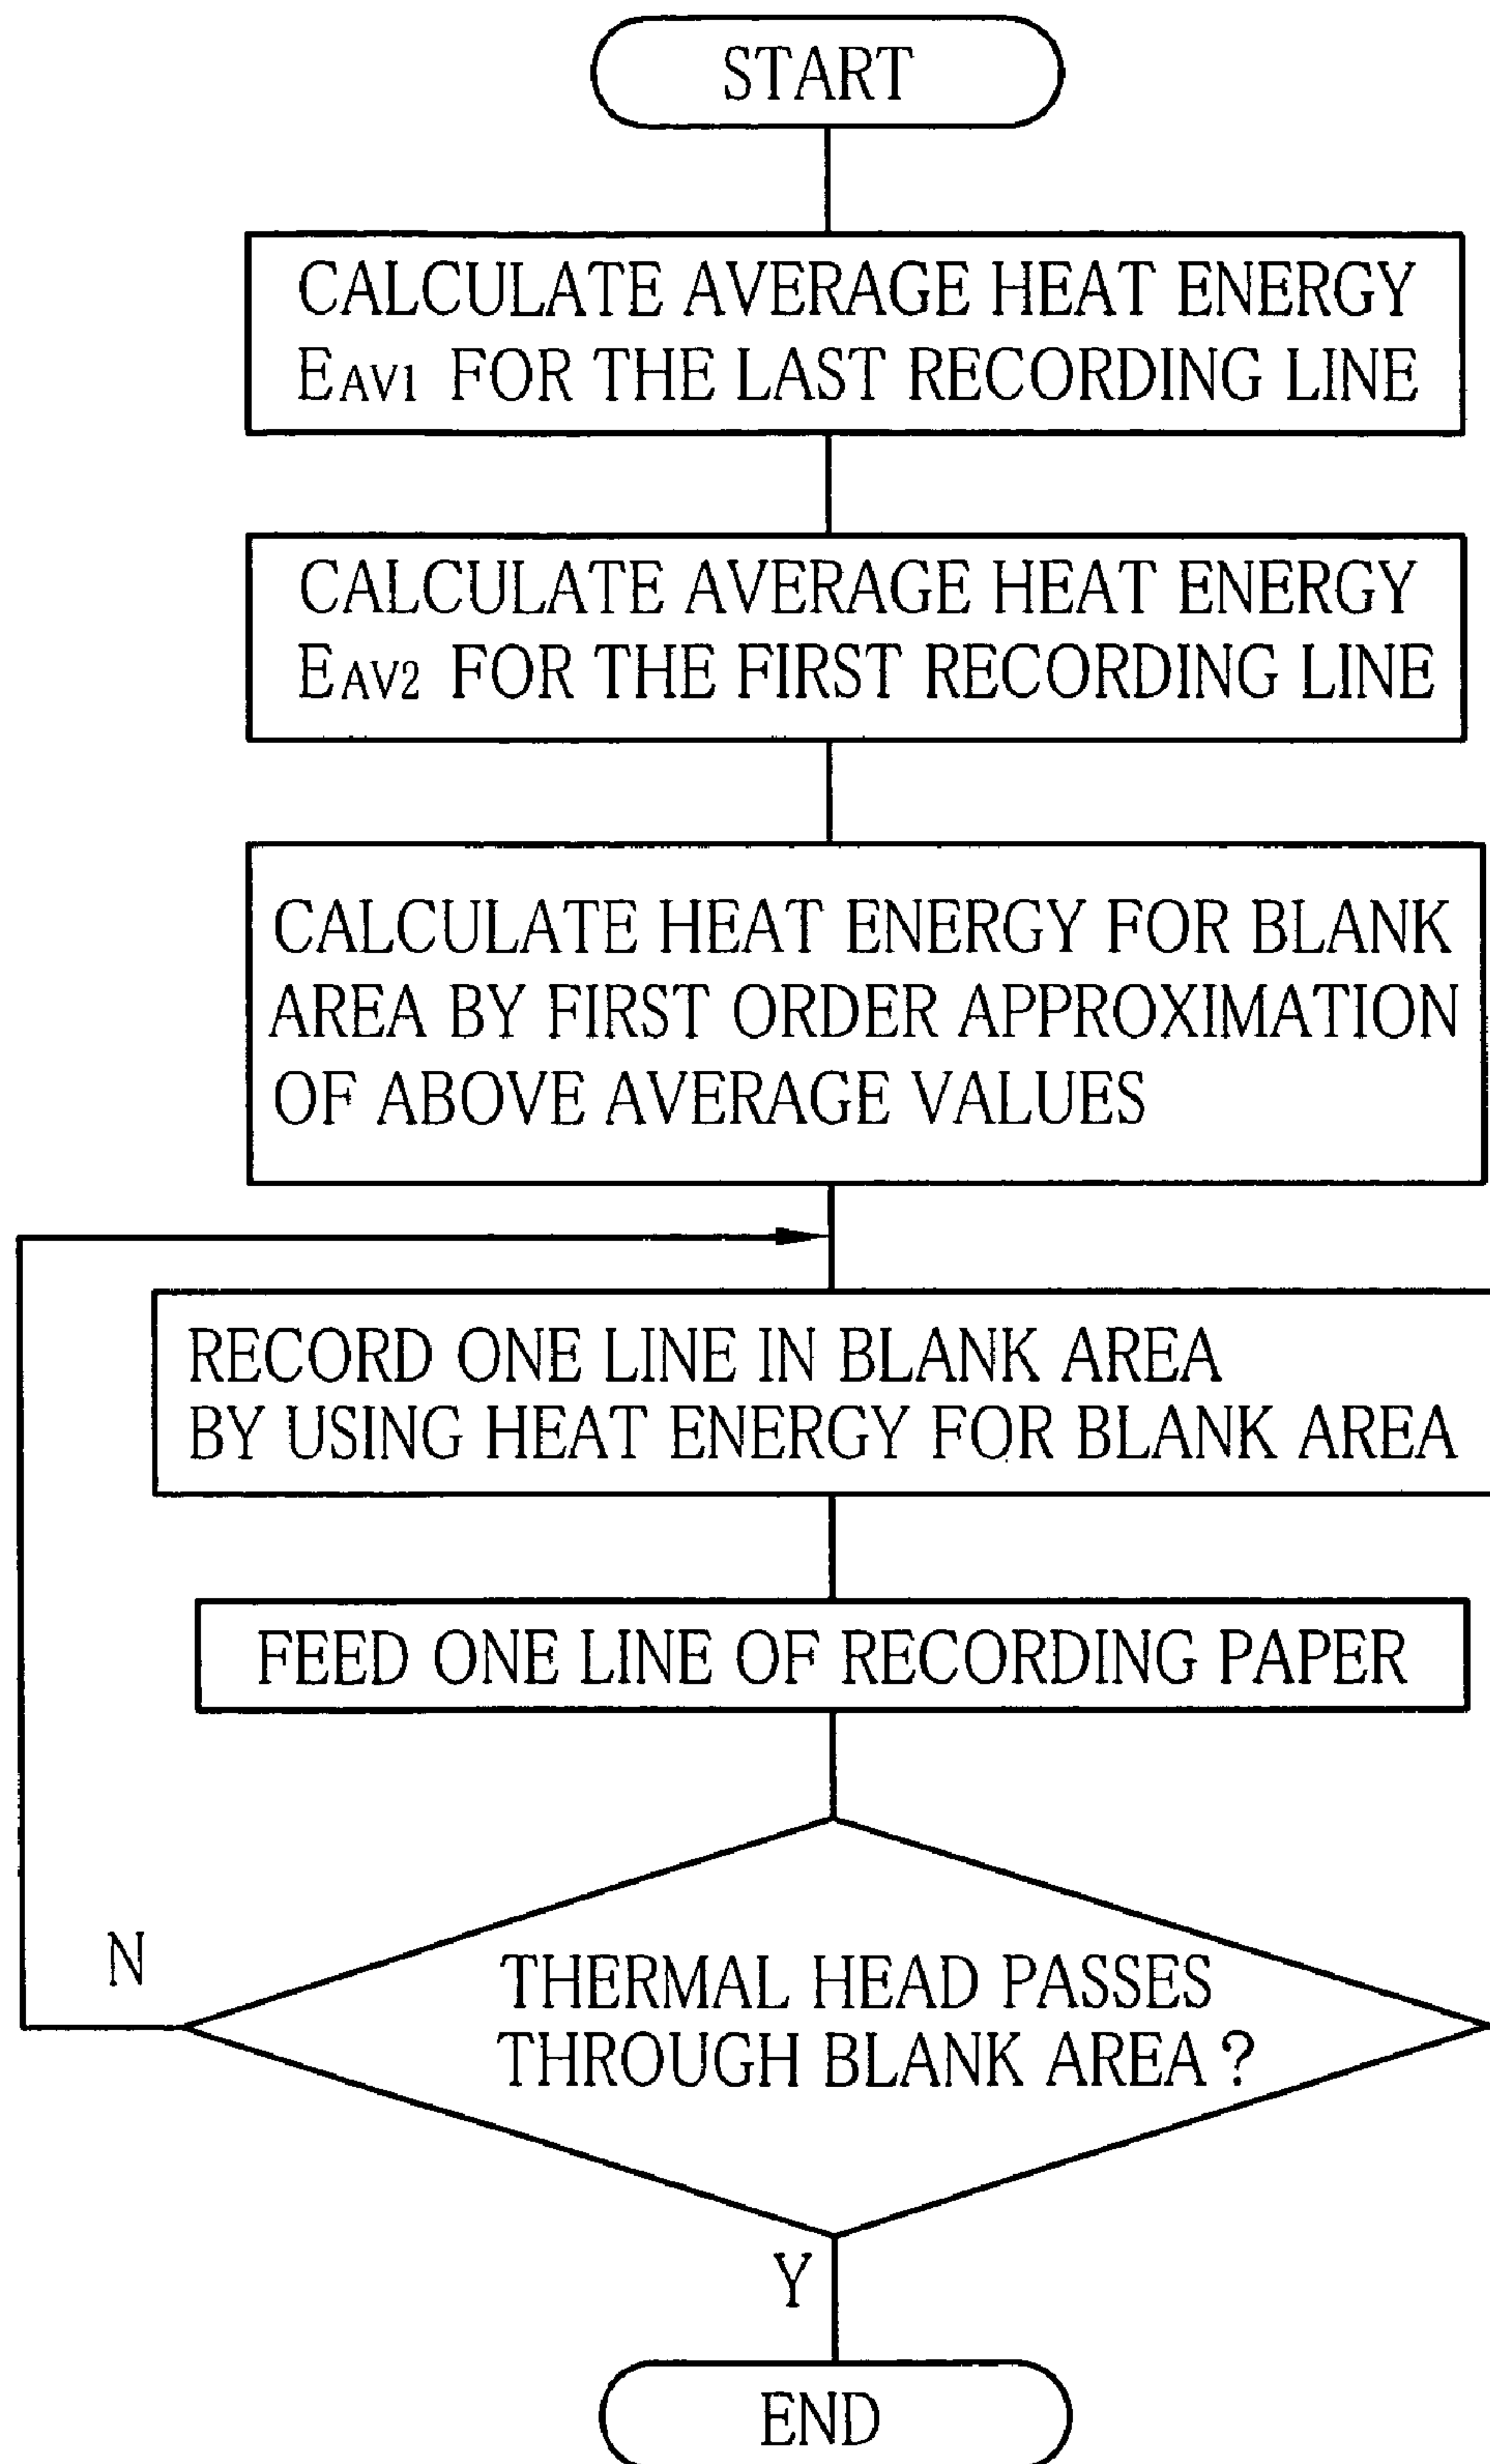 START
CALCULATE AVERAGE HEAT ENERGY
EAV1 FOR THE LAST RECORDING LINE
CALCULATE AVERAGE HEAT ENERGY
EAV2 FOR THE FIRST RECORDING LINE
CALCULATE HEAT ENERGY FOR BLANK
AREA BY FIRST ORDER APPROXIMATION
OF ABOVE AVERAGE VALUES
RECORD ONE LINE IN BLANK AREA
BY USING HEAT ENERGY FOR BLANK AREA
FEED ONE LINE OF RECORDING PAPER
N
THERMAL HEAD PASSES
THROUGH BLANK AREA ?
Y
END